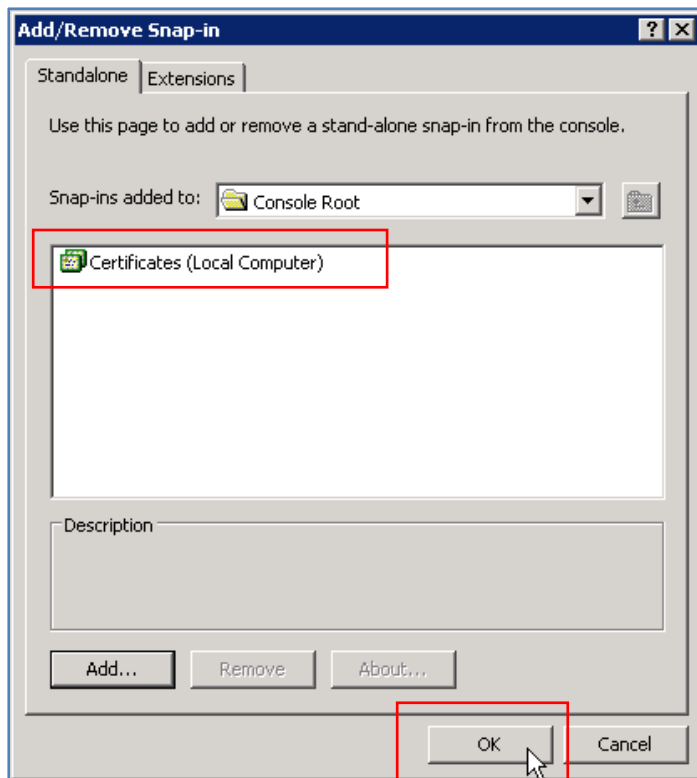 Add/Remove Snap-in
Standalone
Extensions
Use this page to add or remove a stand-alone snap-in from the console.
Snap-ins added to:
Console Root
Certificates (Local Computer)
Description
Add...
Remove
About...
OK
Cancel